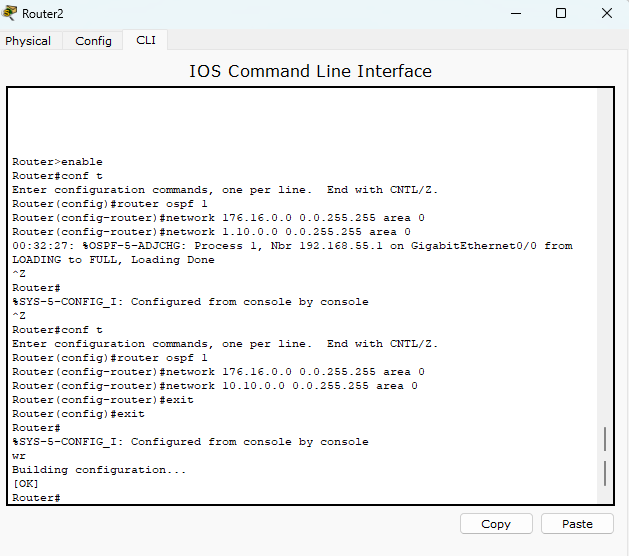 Router2
Physical Config CLI
IOS Command Line Interface
Router>enable
Router#conf t
Enter configuration commands, one per line.  End with CNTL/Z.
Router(config)#router ospf 1
Router(config-router)#network 176.16.0.0 0.0.255.255 area 0
Router(config-router)#network 1.10.0.0 0.0.255.255 area 0
00:32:27: %OSPF-5-ADJCHG: Process 1, Nbr 192.168.55.1 on GigabitEthernet0/0 from
LOADING to FULL, Loading Done
^Z
Router#
%SYS-5-CONFIG_I: Configured from console by console
^Z
Router#conf t
Enter configuration commands, one per line.  End with CNTL/Z.
Router(config)#router ospf 1
Router(config-router)#network 176.16.0.0 0.0.255.255 area 0
Router(config-router)#network 10.10.0.0 0.0.255.255 area 0
Router(config-router)#exit
Router(config)#exit
Router#
%SYS-5-CONFIG_I: Configured from console by console
wr
Building configuration...
[OK]
Router#
Copy Paste